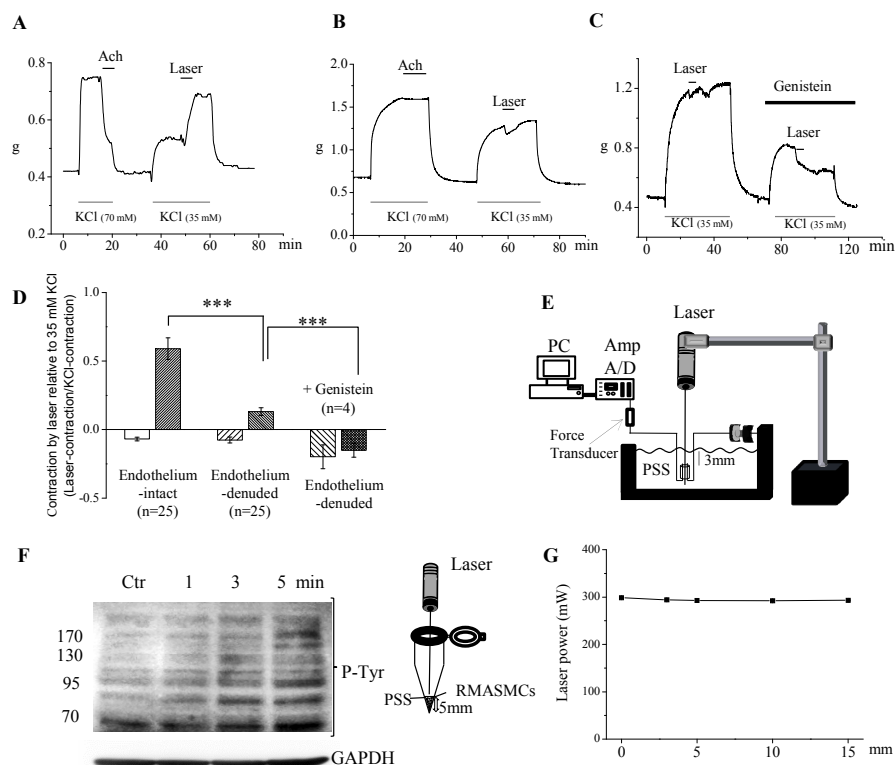 A
Ach
Laser
0.8
0.6
0.4
0.2
g
KCl (70 mM)
KCl (35 mM)
0
20
40
60
80
min
B
Ach
Laser
2.0
1.5
1.0
0.5
0.0
g
KCl (70 mM)
KCl (35 mM)
0
20
40
60
80
min
C
Laser
Genistein
Laser
1.2
0.8
0.4
g
KCl (35 mM)
KCl (35 mM)
0
40
80
120
min
D
Contraction by laser relative to 35 mM KCl
(Laser-contraction/KCl-contraction)
1.0
0.5
0.0
-0.5
***
***
+ Genistein
(n=4)
Endothelium
-intact
(n=25)
Endothelium
-denuded
(n=25)
Endothelium
-denuded
E
Laser
PC
Amp
A/D
Force
Transducer
PSS
3mm
F
Ctr 1 3 5 min
170
130
95
70
P-Tyr
GAPDH
Laser
PSS
RMASMCs
5mm
G
Laser power (mW)
400
300
200
100
0
0
5
10
15
mm